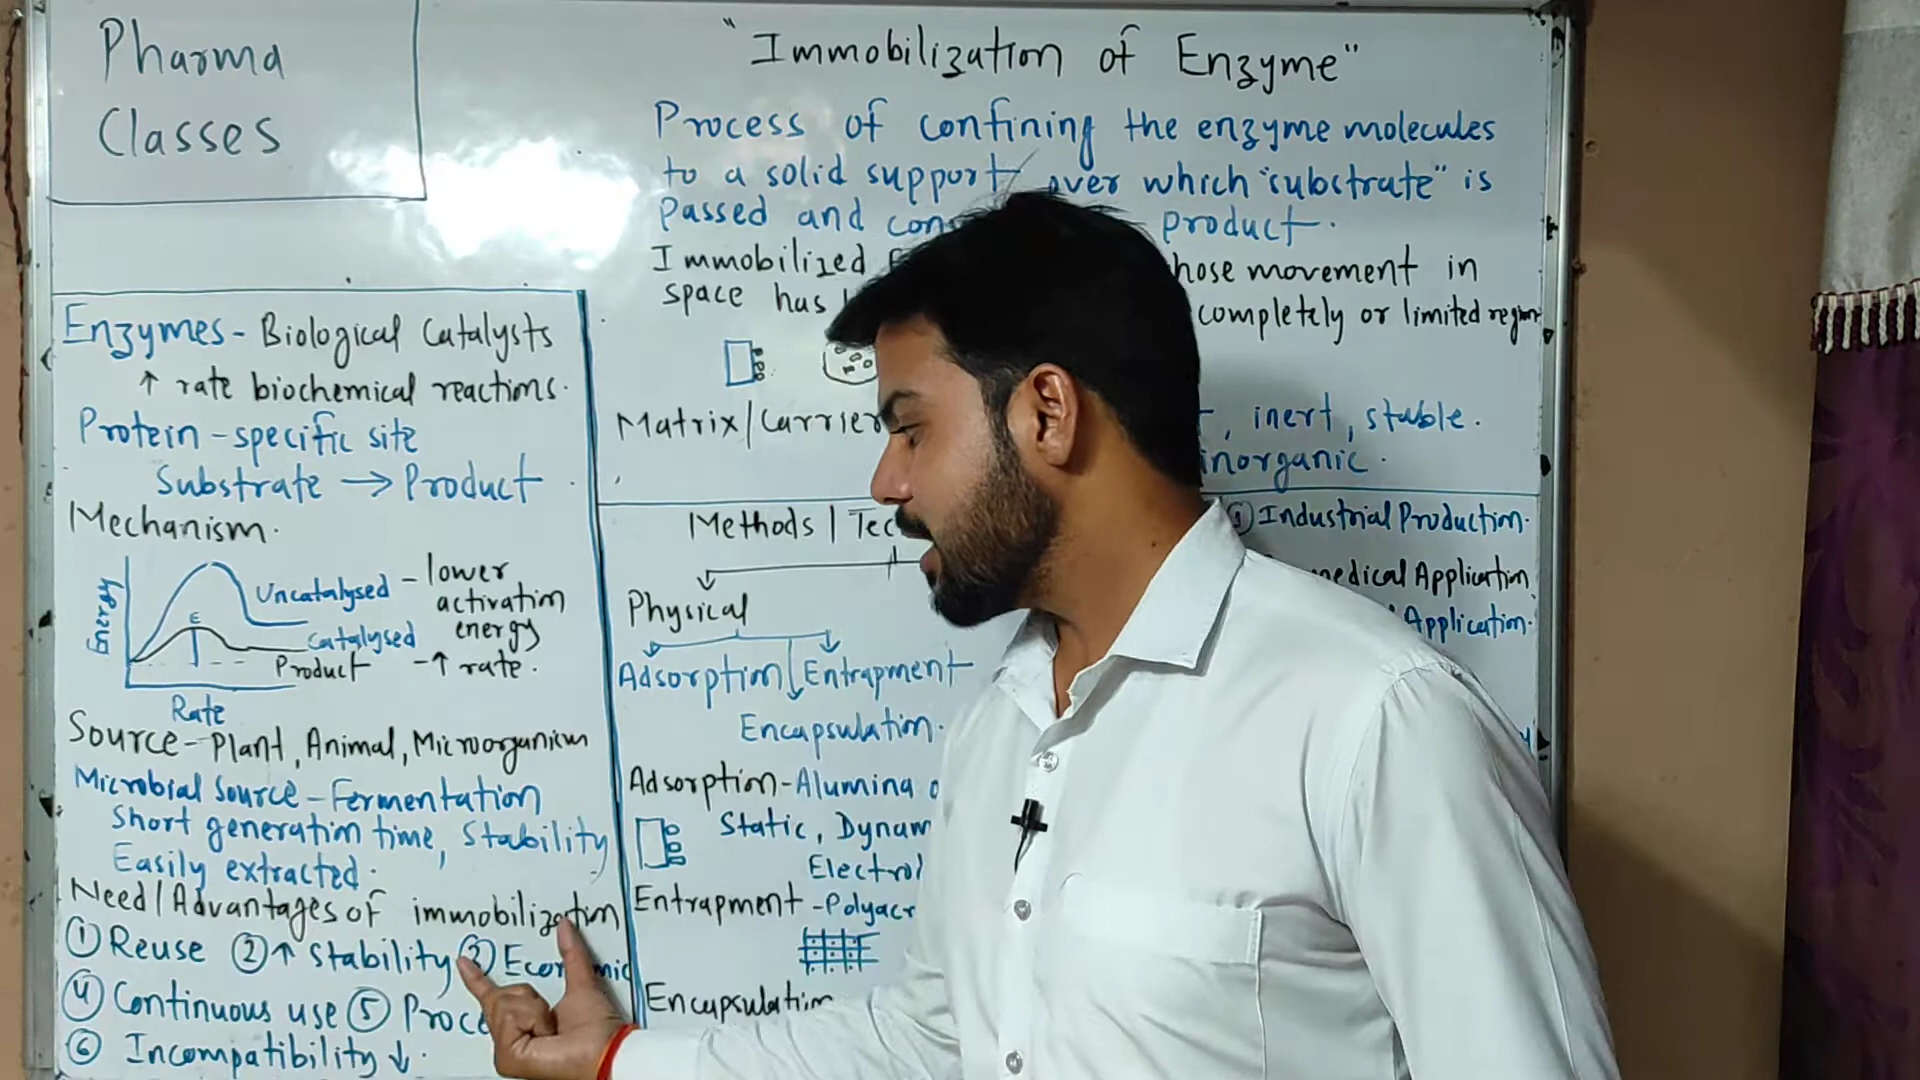 Pharma
Classes
"Immobilization of Enzyme"
Process of confining the enzyme molecules
to a solid support over which "substrate" is
passed and product.
Immobilized movement in
space has completely or limited region
Matrix/Carrier , inert, stable.
inorganic.
Enzymes - Biological Catalysts
↑ rate biochemical reactions.
Protein - specific site
Substrate → Product
Mechanism.
Energy
Uncatalysed - lower
activation
energy
E
Catalysed
Product - ↑ rate.
Rate
Source - Plant, Animal, Microorganism
Microbial Source - Fermentation
Short generation time, Stability
Easily extracted.
Need/Advantages of immobilization
① Reuse ② ↑ Stability ③
④ Continuous use ⑤
⑥ Incompatibility ↓.
Methods |
Physical
Adsorption Entrapment
Encapsulation.
Adsorption - Alumina
Static,
Entrapment -
Encapsulation
① Industrial Production.
Application
Application.